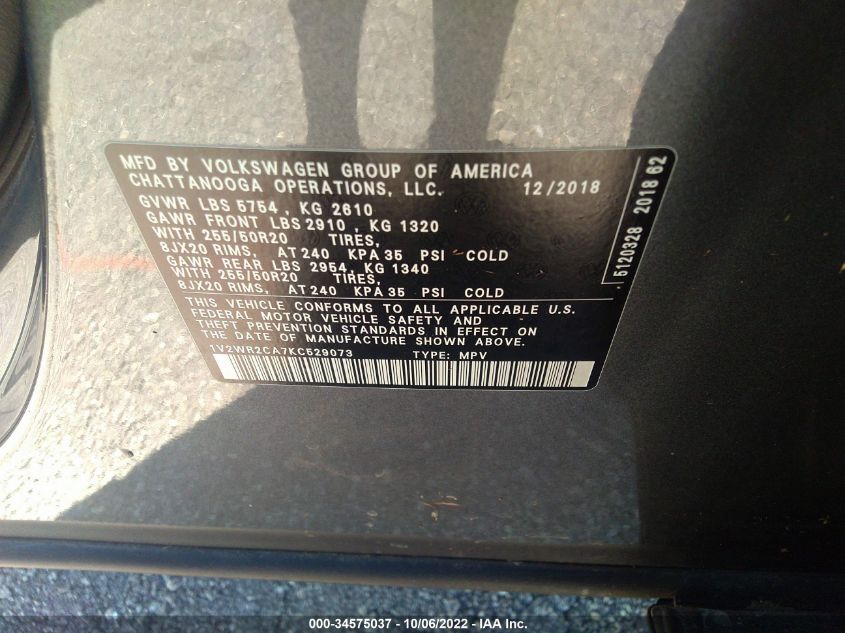 MFD BY VOLKSWAGEN GROUP OF AMERICA
CHATTANOOGA OPERATIONS, LLC. 12/2018
GVWR LBS 5754 , KG 2610
GAWR FRONT LBS 2910 , KG 1320
WITH 255/50R20 TIRES,
8JX20 RIMS, AT 240 KPA 35 PSI COLD
GAWR REAR LBS 2954, KG 1340
WITH 255/50R20 TIRES,
8JX20 RIMS, AT 240 KPA 35 PSI COLD
THIS VEHICLE CONFORMS TO ALL APPLICABLE U.S.
FEDERAL MOTOR VEHICLE SAFETY AND
THEFT PREVENTION STANDARDS IN EFFECT ON
THE DATE OF MANUFACTURE SHOWN ABOVE.
1V2WR2CA7KC529073 TYPE: MPV
5120328 2018 62
000-34575037 - 10/06/2022 - IAA Inc.